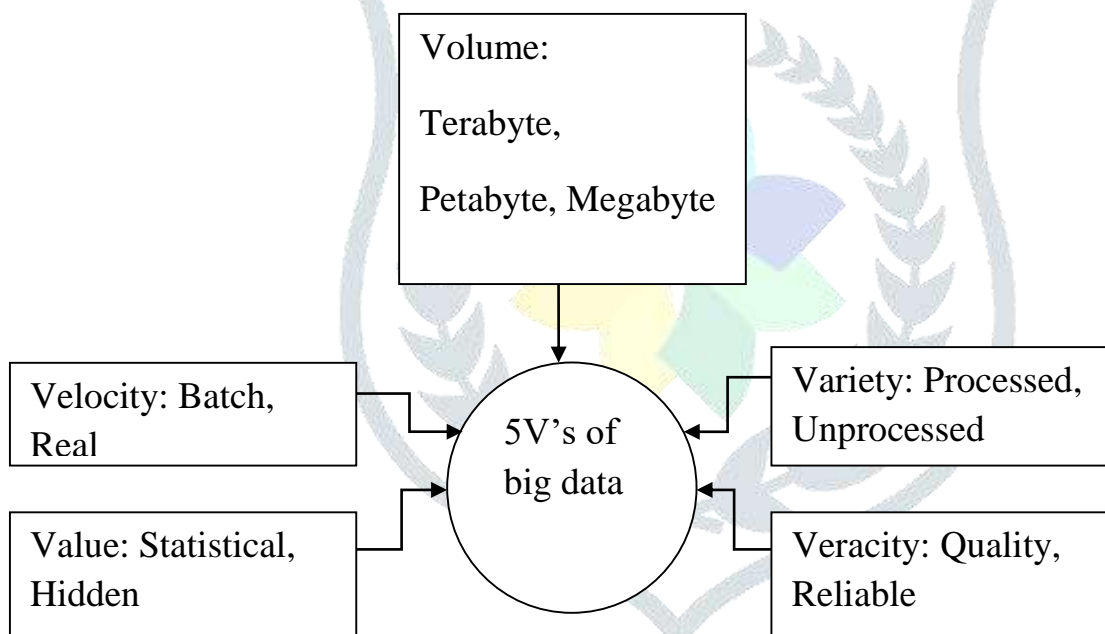 Volume:
Terabyte,
Petabyte, Megabyte
Velocity: Batch,
Real
5V’s of
big data
Variety: Processed,
Unprocessed
Value: Statistical,
Hidden
Veracity: Quality,
Reliable